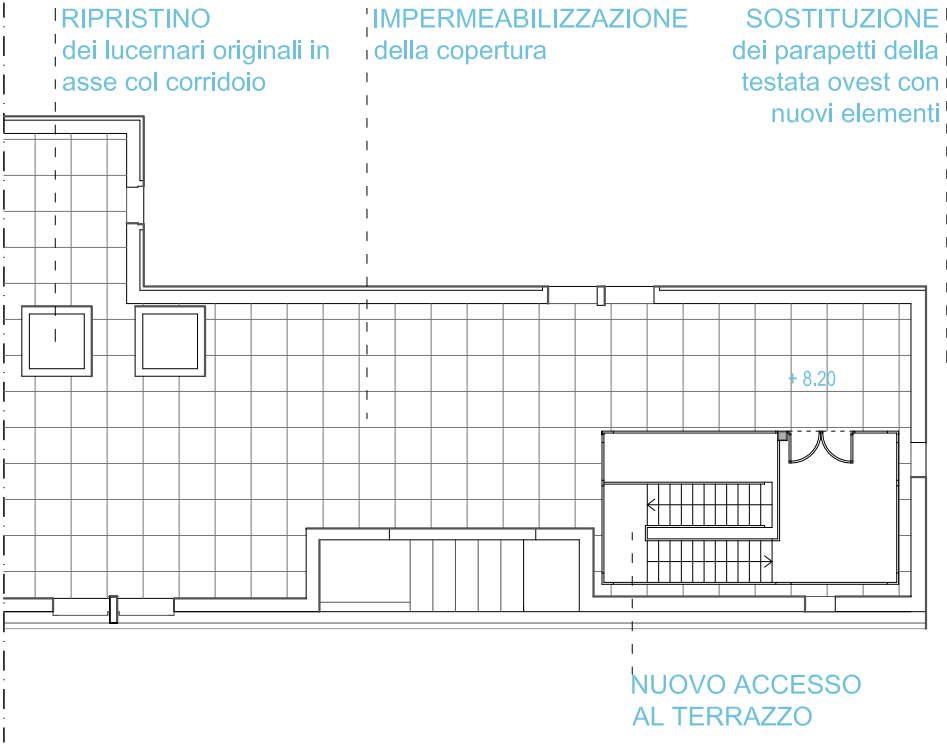 RIPRISTINO
dei lucernari originali in
asse col corridoio
IMPERMEABILIZZAZIONE
della copertura
SOSTITUZIONE
dei parapetti della
testata ovest con
nuovi elementi
+ 8.20
NUOVO ACCESSO
AL TERRAZZO